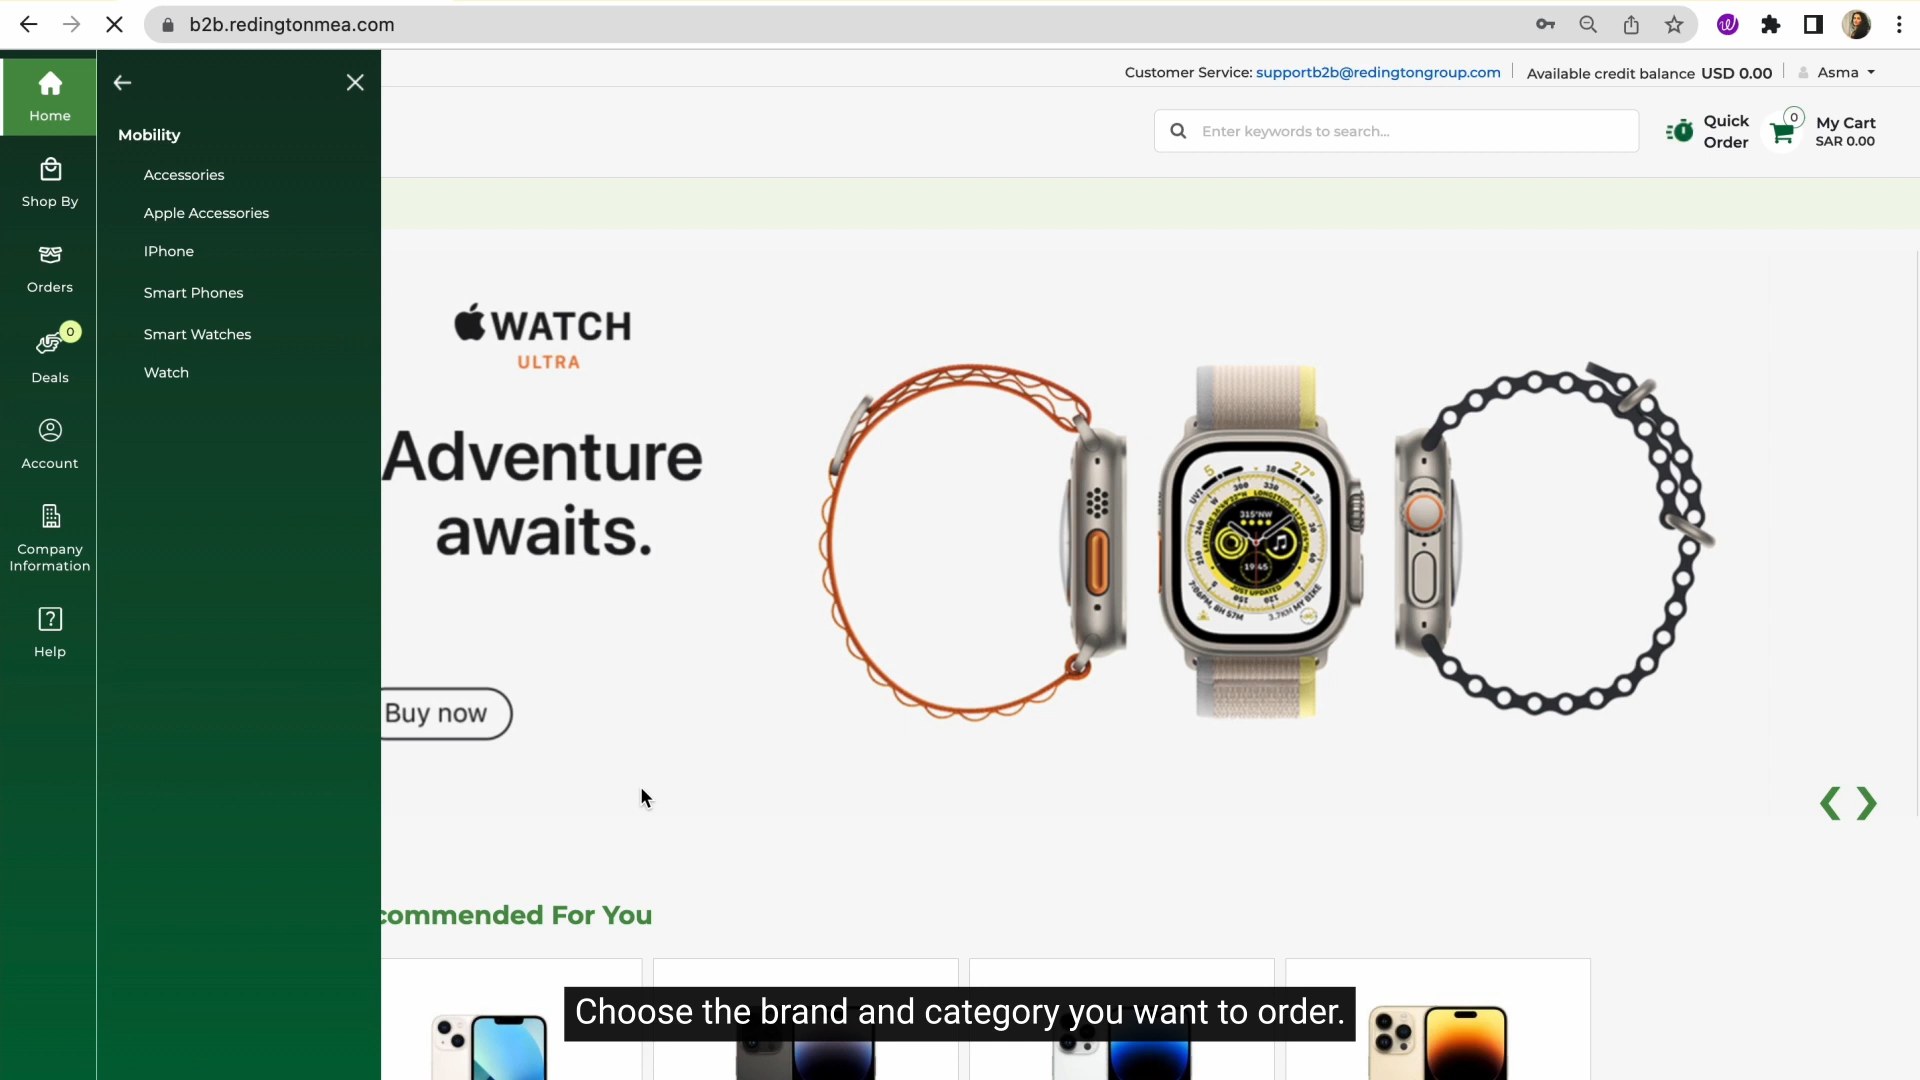 b2b.redingtonmea.com
Customer Service: supportb2b@redingtongroup.com
Available credit balance USD 0.00
Asma
Enter keywords to search...
Quick
Order
0
My Cart
SAR 0.00
Home
Shop By
Orders
0
Deals
Account
Company
Information
Help
Mobility
Accessories
Apple Accessories
IPhone
Smart Phones
Smart Watches
Watch
WATCH
ULTRA
Adventure
awaits.
Buy now
commended For You
Choose the brand and category you want to order.